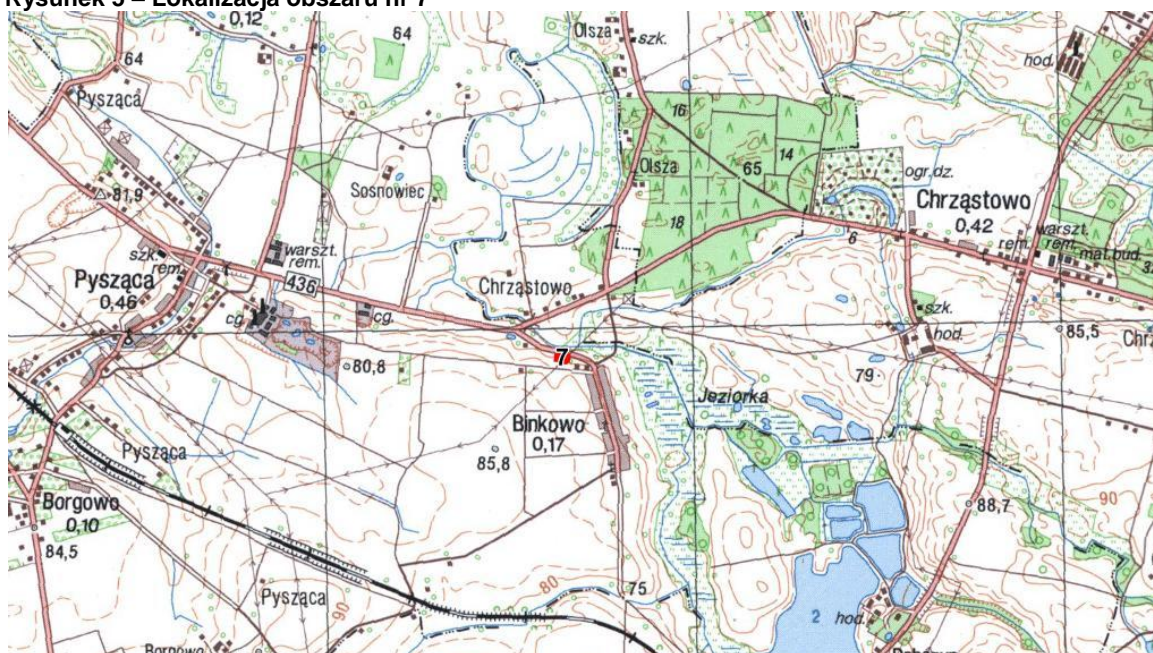 Rysunek 5 – Lokalizacja obszaru nr 7
0,12
64
Olsza
szk.
hod.
64
Pysząca
16
14
65
Olsza
Sosnowiec
ogr.dz.
81,9
18
Chrząstowo
0,42
6
warszt.
rem.
rem.
warszt.
rem.
mat.bud.
szk.
rem.
Pysząca
0,46
436
Chrząstowo
cg.
cg.
szk.
85,5
hod.
7
80,8
79
Jeziorka
Binkowo
0,17
85,8
Pysząca
90
Borgowo
0,10
88,7
84,5
80
75
Pysząca
90
2
hod.